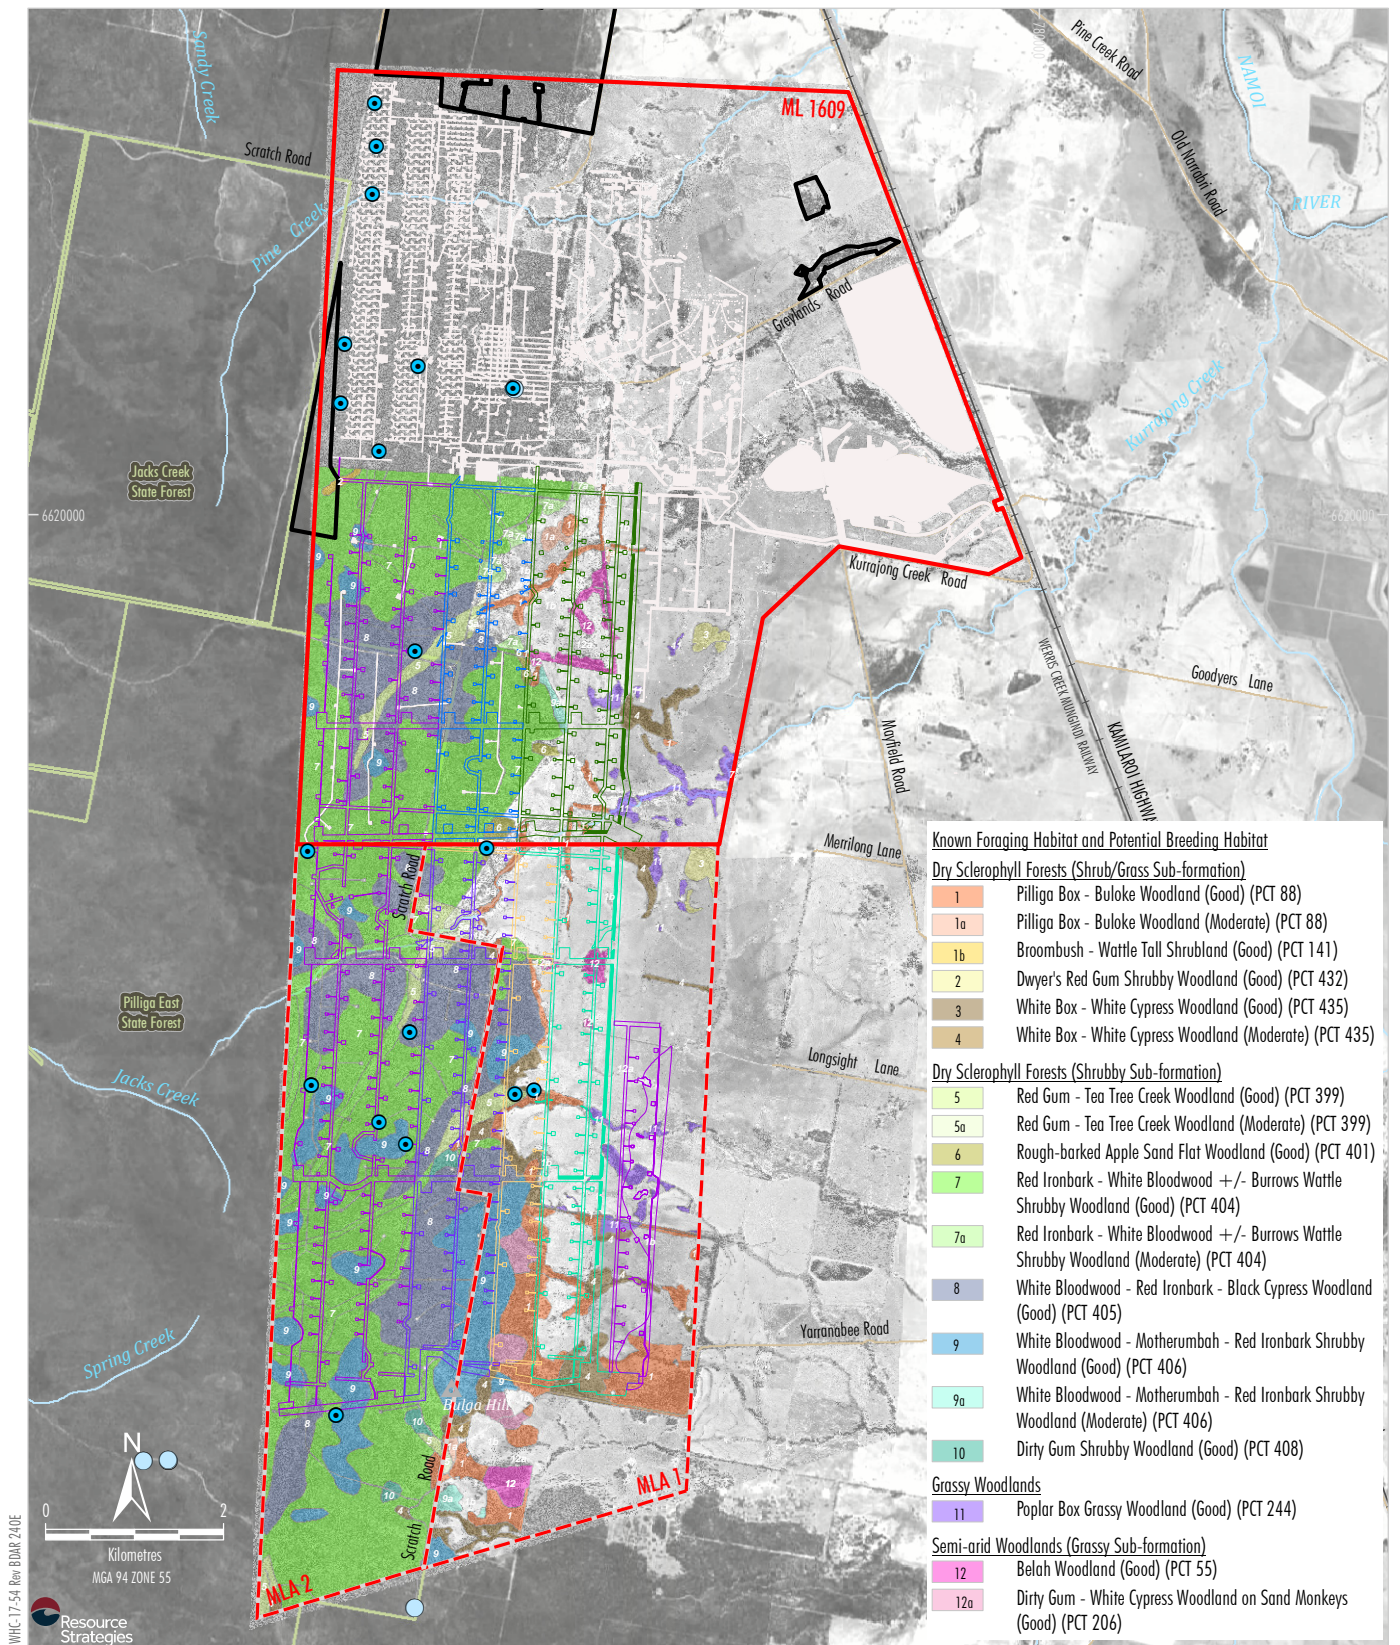 Sandy Creek
Scratch Road
Pine Creek
ML 1609
780000
Pine Creek Road
NAMOI
RIVER
Old Narrabri Road
Greylands Road
Kurrajong Creek
Jacks Creek
State Forest
6620000
6620000
Kurrajong Creek Road
WERRIS CREEK MUNGINDI RAILWAY
KAMILAROI HIGHWA
Goodyers Lane
Mayfield Road
Merrilong Lane
Scratch Road
Pilliga East
State Forest
Jacks Creek
Longsight Lane
Yarranabee Road
Spring Creek
Bulga Hill
Scratch Road
MLA 1
MLA 2
N
0 2
Kilometres
MGA 94 ZONE 55
WHC-17-54 Rev BDAR 240E
Resource
Strategies
Known Foraging Habitat and Potential Breeding Habitat
Dry Sclerophyll Forests (Shrub/Grass Sub-formation)
1 Pilliga Box - Buloke Woodland (Good) (PCT 88)
1a Pilliga Box - Buloke Woodland (Moderate) (PCT 88)
1b Broombush - Wattle Tall Shrubland (Good) (PCT 141)
2 Dwyer's Red Gum Shrubby Woodland (Good) (PCT 432)
3 White Box - White Cypress Woodland (Good) (PCT 435)
4 White Box - White Cypress Woodland (Moderate) (PCT 435)
Dry Sclerophyll Forests (Shrubby Sub-formation)
5 Red Gum - Tea Tree Creek Woodland (Good) (PCT 399)
5a Red Gum - Tea Tree Creek Woodland (Moderate) (PCT 399)
6 Rough-barked Apple Sand Flat Woodland (Good) (PCT 401)
7 Red Ironbark - White Bloodwood +/- Burrows Wattle
Shrubby Woodland (Good) (PCT 404)
7a Red Ironbark - White Bloodwood +/- Burrows Wattle
Shrubby Woodland (Moderate) (PCT 404)
8 White Bloodwood - Red Ironbark - Black Cypress Woodland
(Good) (PCT 405)
9 White Bloodwood - Motherumbah - Red Ironbark Shrubby
Woodland (Good) (PCT 406)
9a White Bloodwood - Motherumbah - Red Ironbark Shrubby
Woodland (Moderate) (PCT 406)
10 Dirty Gum Shrubby Woodland (Good) (PCT 408)
Grassy Woodlands
11 Poplar Box Grassy Woodland (Good) (PCT 244)
Semi-arid Woodlands (Grassy Sub-formation)
12 Belah Woodland (Good) (PCT 55)
12a Dirty Gum - White Cypress Woodland on Sand Monkeys
(Good) (PCT 206)